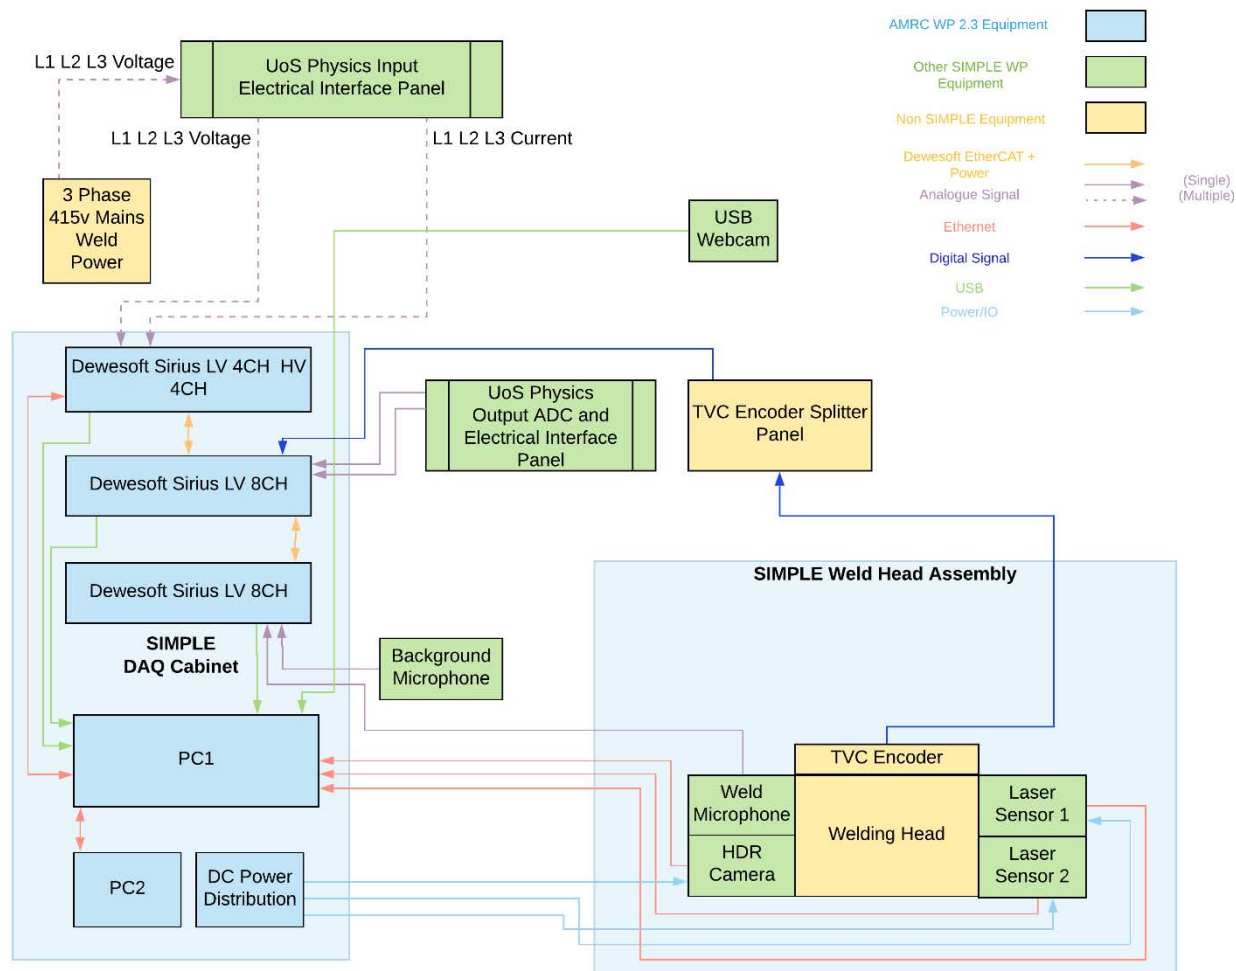 AMRC WP 2.3 Equipment
Other SIMPLE WP
Equipment
Non SIMPLE Equipment
Dewesoft EtherCAT +
Power
Analogue Signal
(Single)
(Multiple)
Ethernet
Digital Signal
USB
Power/IO
L1 L2 L3 Voltage
UoS Physics Input
Electrical Interface Panel
L1 L2 L3 Voltage
L1 L2 L3 Current
3 Phase
415v Mains
Weld
Power
USB
Webcam
Dewesoft Sirius LV 4CH HV
4CH
UoS Physics
Output ADC and
Electrical Interface
Panel
TVC Encoder Splitter
Panel
Dewesoft Sirius LV 8CH
Dewesoft Sirius LV 8CH
SIMPLE
DAQ Cabinet
Background
Microphone
SIMPLE Weld Head Assembly
PC1
TVC Encoder
Weld
Microphone
Welding Head
Laser
Sensor 1
HDR
Camera
Laser
Sensor 2
PC2
DC Power
Distribution